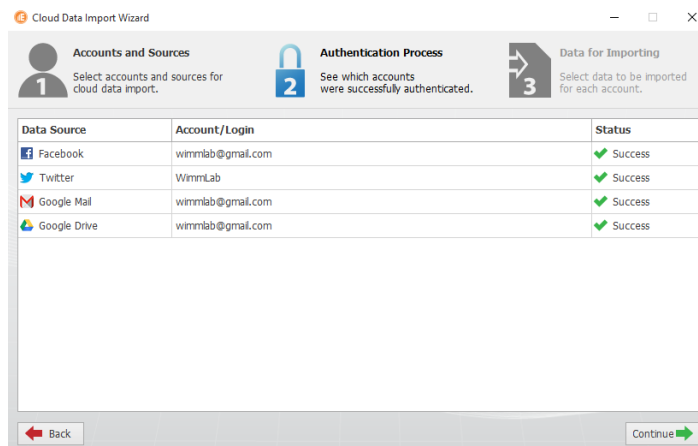 Cloud Data Import Wizard
1
Accounts and Sources
Select accounts and sources for
cloud data import.
2
Authentication Process
See which accounts
were successfully authenticated.
3
Data for Importing
Select data to be imported
for each account.
Data Source Account/Login Status
Facebook wimmlab@gmail.com Success
Twitter WimmLab Success
Google Mail wimmlab@gmail.com Success
Google Drive wimmlab@gmail.com Success
Back Continue